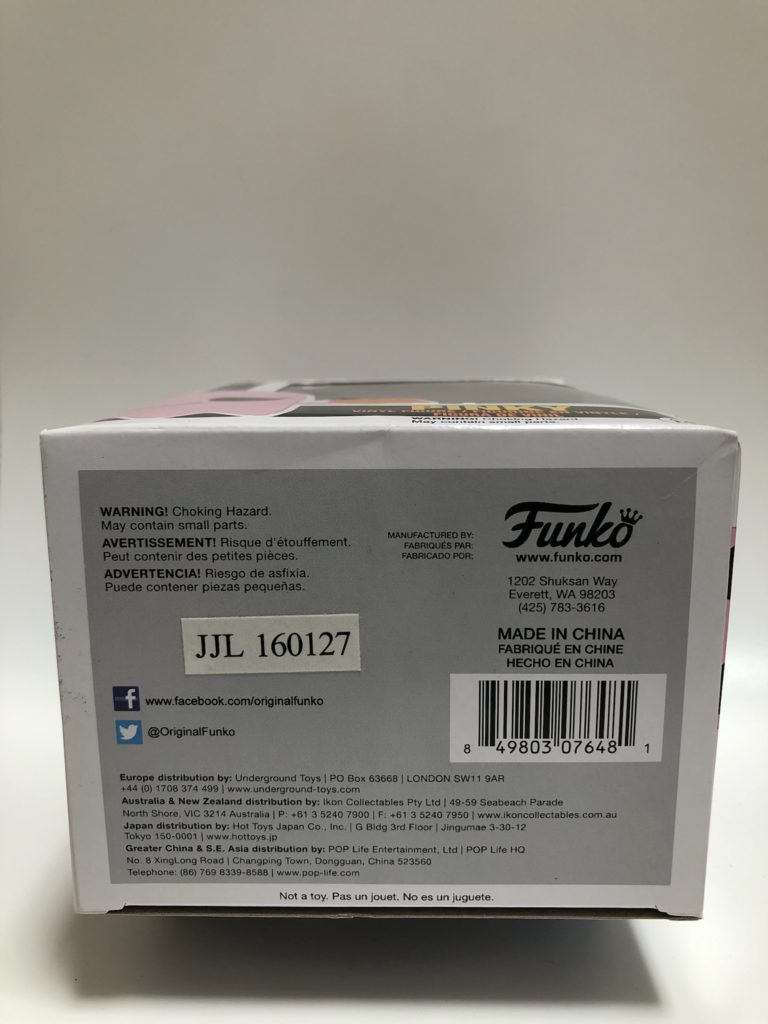 WARNING! Choking Hazard.
May contain small parts.
WARNING! Choking Hazard.
May contain small parts.
AVERTISSEMENT! Risque d'étouffement.
Peut contenir des petites pièces.
ADVERTENCIA! Riesgo de asfixia.
Puede contener piezas pequeñas.
MANUFACTURED BY:
FABRIQUÉS PAR:
FABRICADO POR:
Funko
www.funko.com
1202 Shuksan Way
Everett, WA 98203
(425) 783-3616
MADE IN CHINA
FABRIQUÉ EN CHINE
HECHO EN CHINA
JJL 160127
www.facebook.com/originalfunko
@OriginalFunko
8 49803 07648 1
Europe distribution by: Underground Toys | PO Box 63668 | LONDON SW11 9AR
+44 (0) 1708 374 499 | www.underground-toys.com
Australia & New Zealand distribution by: Ikon Collectables Pty Ltd | 49-59 Seabeach Parade
North Shore, VIC 3214 Australia | P: +61 3 5240 7900 | F: +61 3 5240 7950 | www.ikoncollectables.com.au
Japan distribution by: Hot Toys Japan Co., Inc. | G Bldg 3rd Floor | Jingumae 3-30-12
Tokyo 150-0001 | www.hottoys.jp
Greater China & S.E. Asia distribution by: POP Life Entertainment, Ltd | POP Life HQ
No. 8 XingLong Road | Changping Town, Dongguan, China 523560
Telephone: (86) 769 8339-8588 | www.pop-life.com
Not a toy. Pas un jouet. No es un juguete.